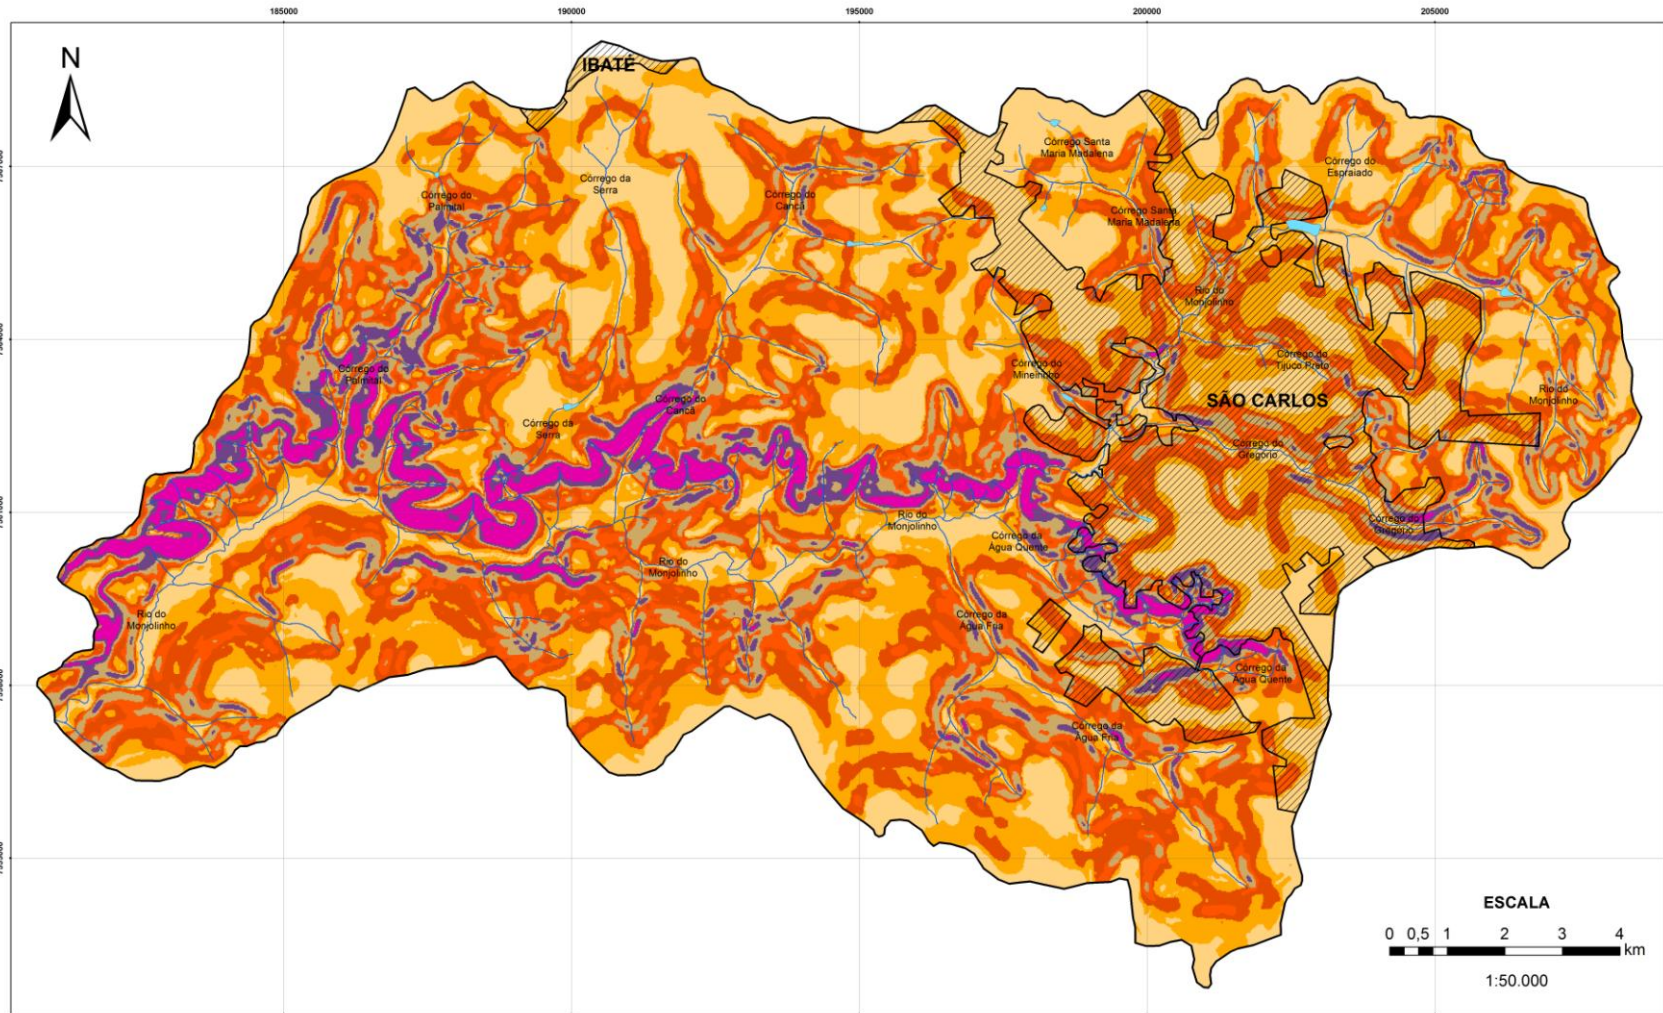 185000
190000
195000
200000
205000
N
IBATÉ
Córrego Santa
Maria Madalena
Córrego do
Espraiado
Córrego da
Serra
Córrego do
Palmital
Córrego do
Cancã
Córrego Santa
Maria Madalena
Rio do
Monjolinho
Córrego do
Palmital
Córrego do
Mineirinho
Córrego do
Tijuco Preto
Rio do
Monjolinho
Córrego do
Cancã
SÃO CARLOS
Córrego da
Serra
Córrego do
Gregório
Rio do
Monjolinho
Córrego do
Gregório
Córrego da
Água Quente
Rio do
Monjolinho
Rio do
Monjolinho
Córrego da
Água Fria
Córrego da
Água Quente
Córrego da
Água Fria
ESCALA
0 0,5 1 2 3 4
km
1:50.000